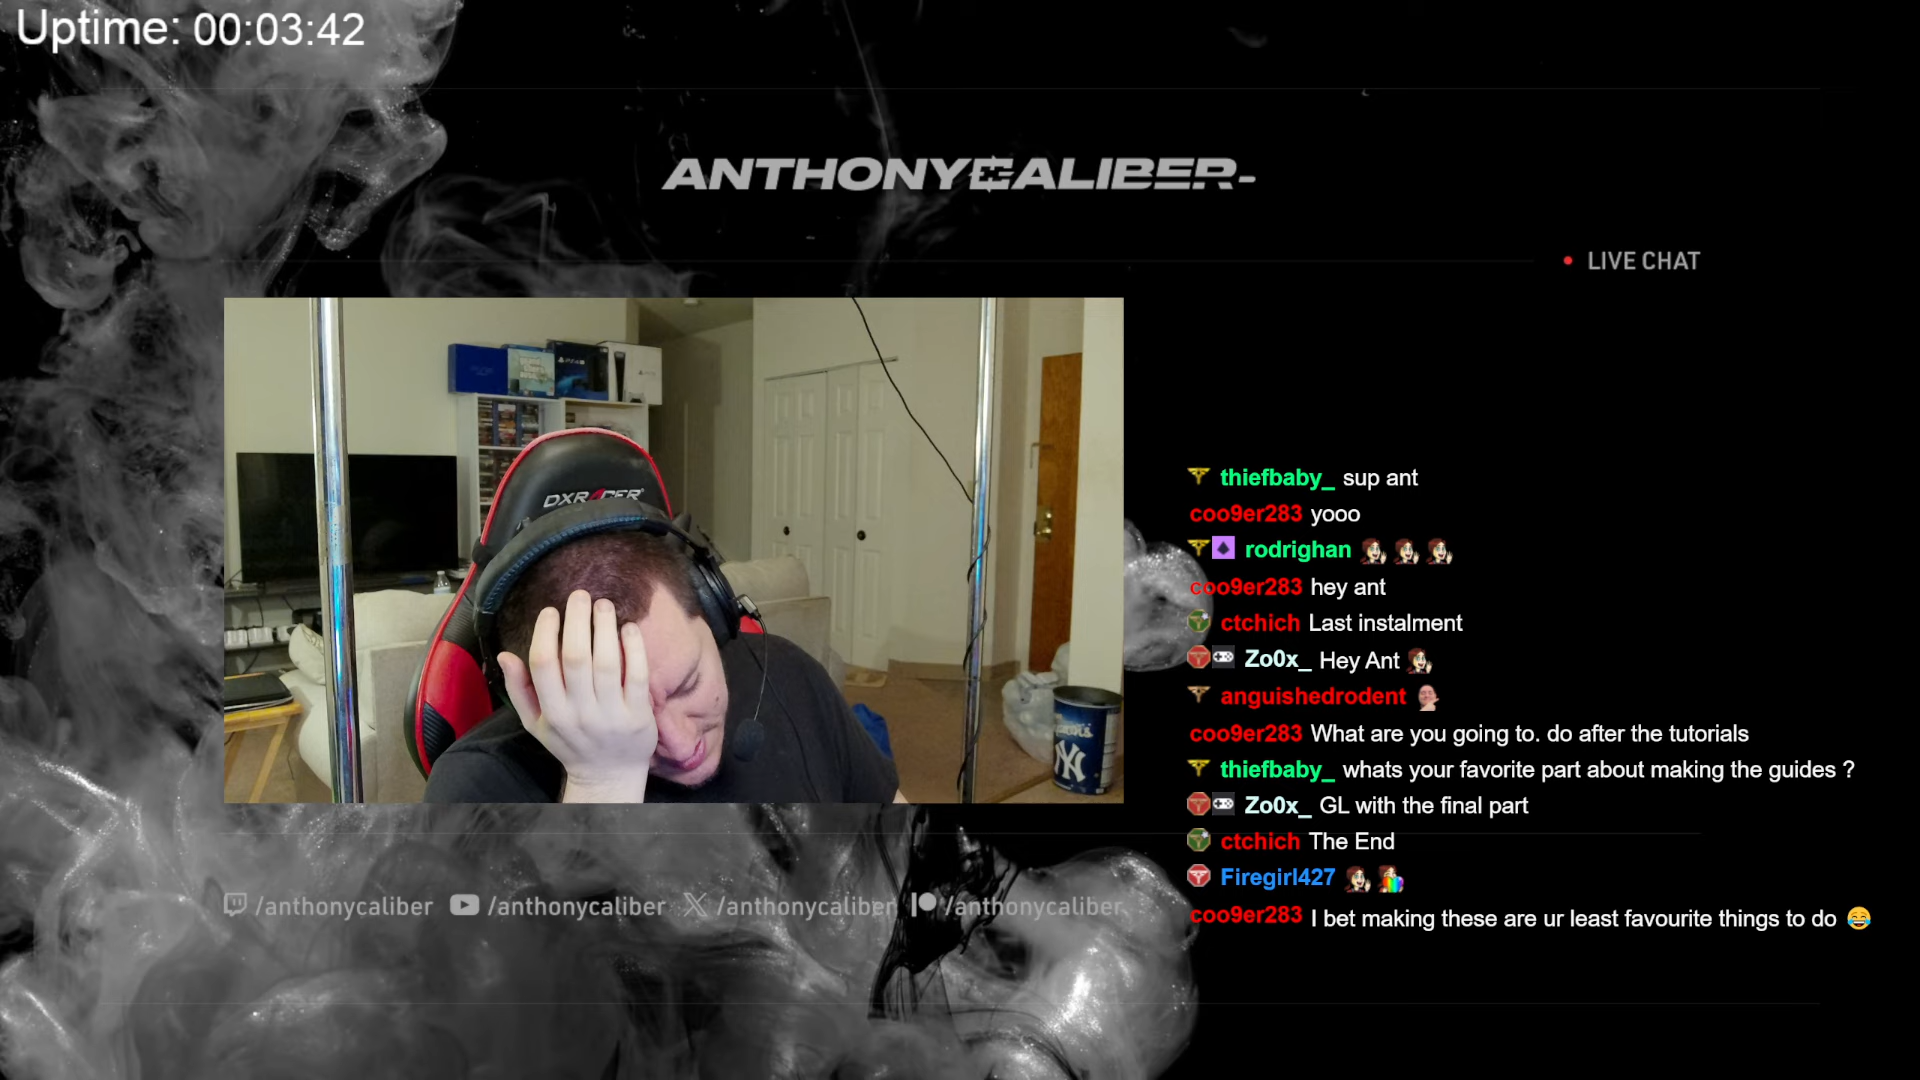 Uptime: 00:03:42
ANTHONYCALIBER-
LIVE CHAT
DXRACER
NY
thiefbaby_ sup ant
coo9er283 yooo
rodrighan
coo9er283 hey ant
ctchich Last instalment
Zo0x_ Hey Ant
anguishedrodent
coo9er283 What are you going to. do after the tutorials
thiefbaby_ whats your favorite part about making the guides ?
Zo0x_ GL with the final part
ctchich The End
Firegirl427
coo9er283 I bet making these are ur least favourite things to do 😂
/anthonycaliber /anthonycaliber /anthonycaliber /anthonycaliber